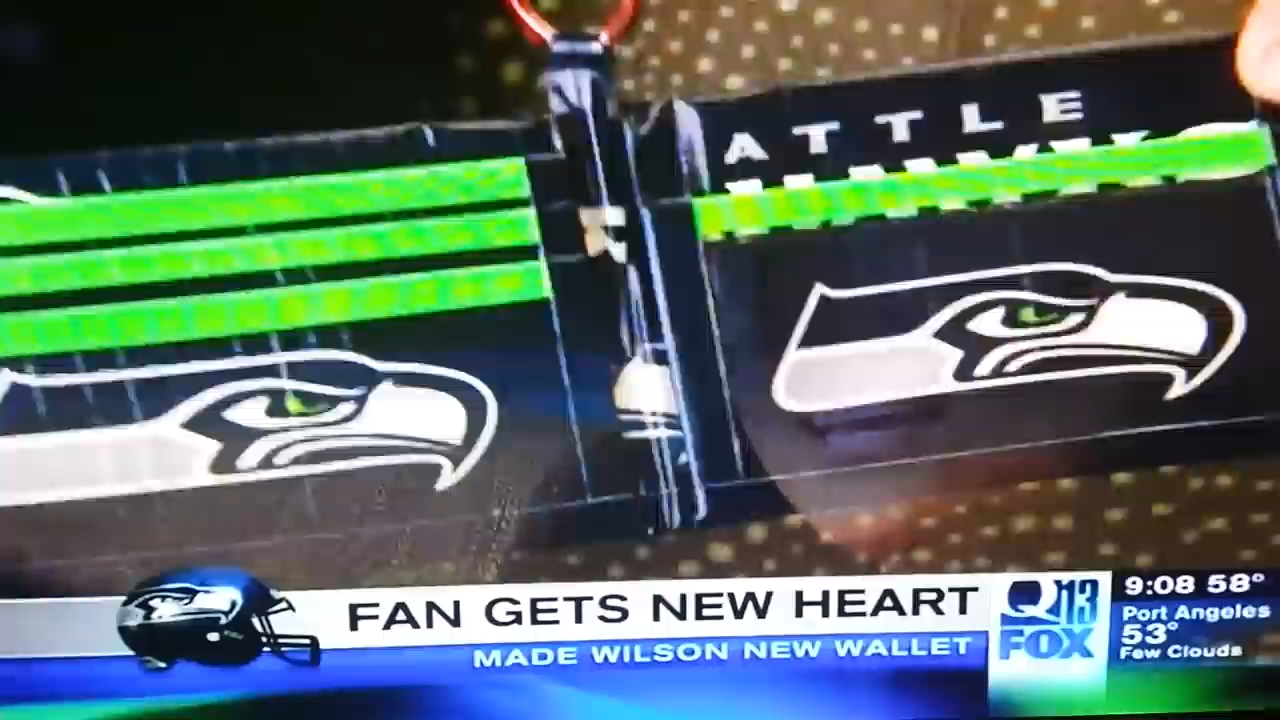 ATTLE
FAN GETS NEW HEART
MADE WILSON NEW WALLET
Q13
FOX
9:08 58°
Port Angeles
53°
Few Clouds